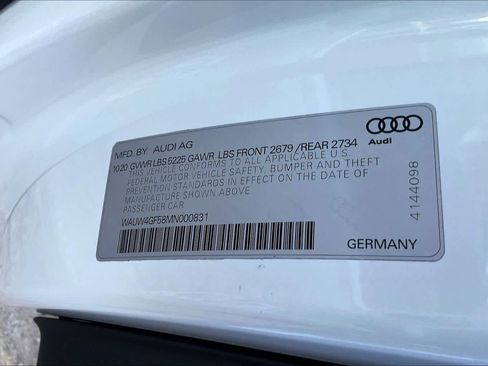 MFD. BY AUDI AG
10.20 GWWR LBS 5225 GAWR LBS FRONT 2679 / REAR 2734
THIS VEHICLE CONFORMS TO ALL APPLICABLE U.S.
FEDERAL MOTOR VEHICLE SAFETY, BUMPER, AND THEFT
PREVENTION STANDARDS IN EFFECT ON THE DATE OF
MANUFACTURE SHOWN ABOVE
PASSENGER CAR
WAUW4GF58MN000831
Audi
4144098
GERMANY